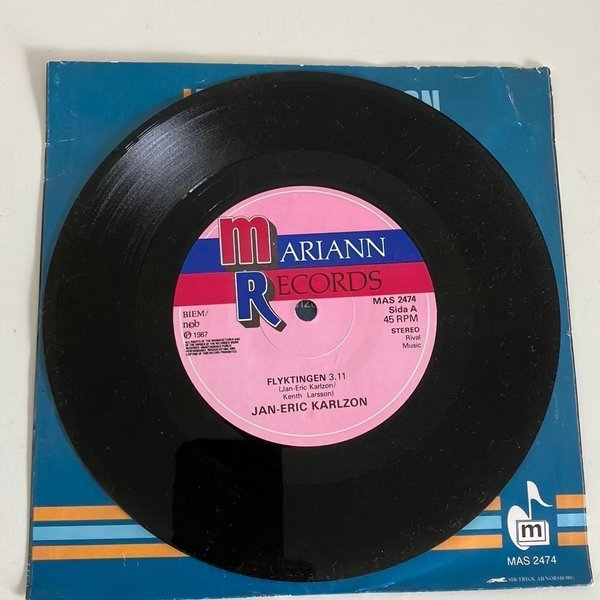 MARIANN
RECORDS
MAS 2474
Sida A
45 RPM
STEREO
Rival
Music
BIEM/
ncb
℗ 1987
FLYKTINGEN 3.11
(Jan-Eric Karlzon/
Kenth Larsson)
JAN-ERIC KARLZON
m
MAS 2474